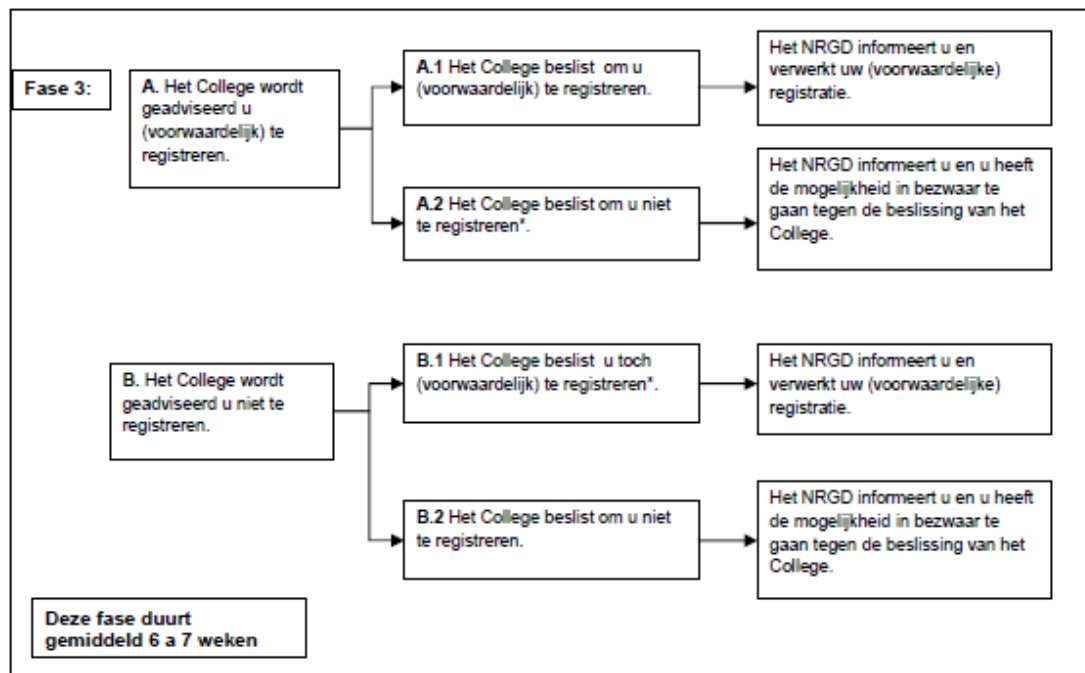 Fase 3:
A. Het College wordt
geadviseerd u
(voorwaardelijk) te
registreren.
A.1 Het College beslist om u
(voorwaardelijk) te registreren.
Het NRGD informeert u en
verwerkt uw (voorwaardelijke)
registratie.
A.2 Het College beslist om u niet
te registreren*.
Het NRGD informeert u en u heeft
de mogelijkheid in bezwaar te
gaan tegen de beslissing van het
College.
B. Het College wordt
geadviseerd u niet te
registreren.
B.1 Het College beslist u toch
(voorwaardelijk) te registreren*.
Het NRGD informeert u en
verwerkt uw (voorwaardelijke)
registratie.
B.2 Het College beslist om u niet
te registreren.
Het NRGD informeert u en u heeft
de mogelijkheid in bezwaar te
gaan tegen de beslissing van het
College.
Deze fase duurt
gemiddeld 6 a 7 weken